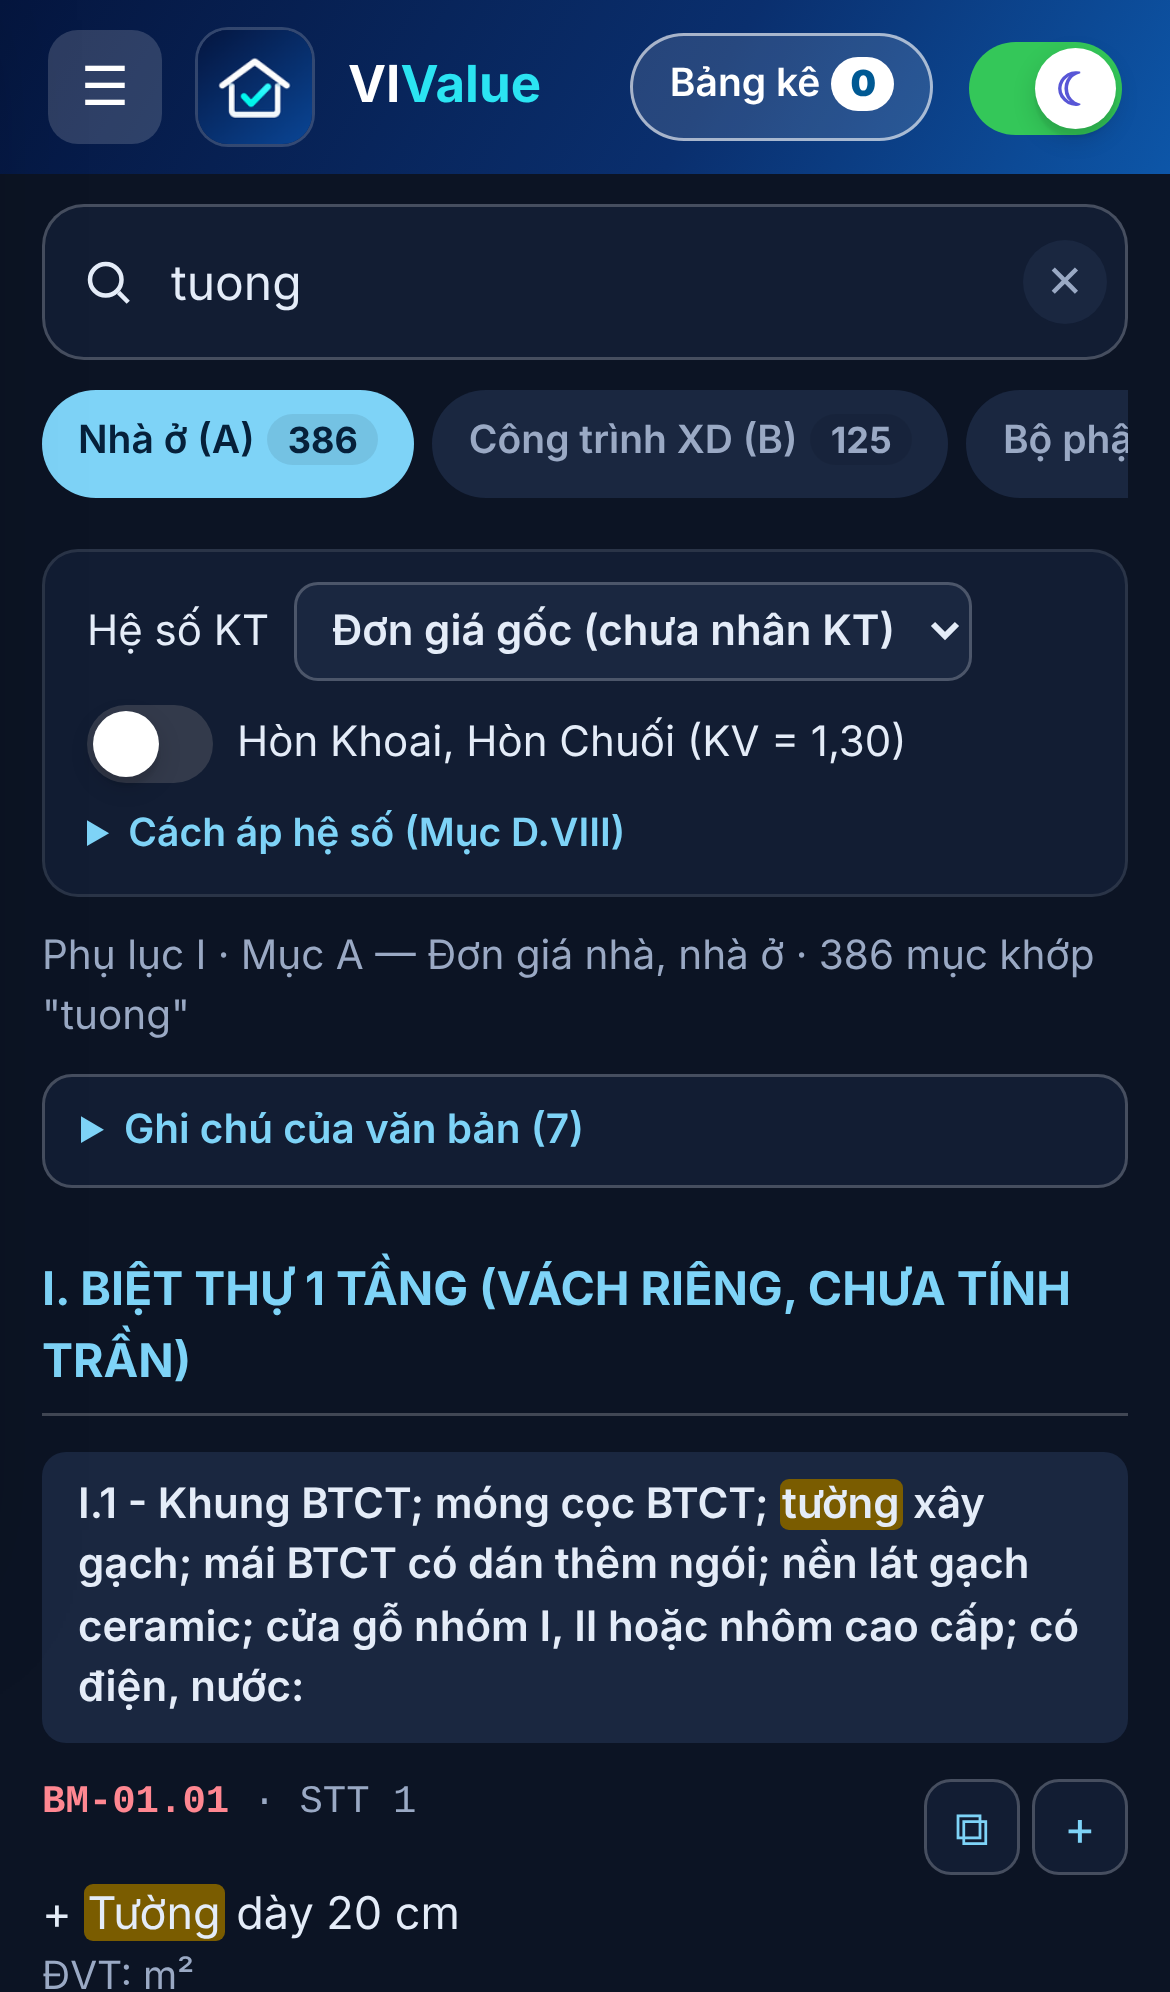 VIValue
Bảng kê 0
tuong
Nhà ở (A) 386
Công trình XD (B) 125
Bộ phậ
Hệ số KT
Đơn giá gốc (chưa nhân KT)
Hòn Khoai, Hòn Chuối (KV = 1,30)
Cách áp hệ số (Mục D.VIII)
Phụ lục I · Mục A — Đơn giá nhà, nhà ở · 386 mục khớp
"tuong"
Ghi chú của văn bản (7)
I. BIỆT THỰ 1 TẦNG (VÁCH RIÊNG, CHƯA TÍNH
TRẦN)
I.1 - Khung BTCT; móng cọc BTCT; tường xây
gạch; mái BTCT có dán thêm ngói; nền lát gạch
ceramic; cửa gỗ nhóm I, II hoặc nhôm cao cấp; có
điện, nước:
BM-01.01 · STT 1
+ Tường dày 20 cm
ĐVT: m²